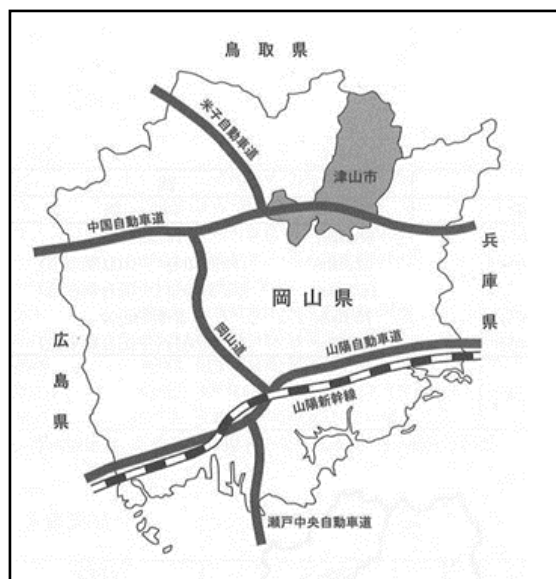 鳥取県
米子自動車道
津山市
中国自動車道
兵庫県
岡山県
岡山道
山陽自動車道
広島県
山陽新幹線
瀬戸中央自動車道